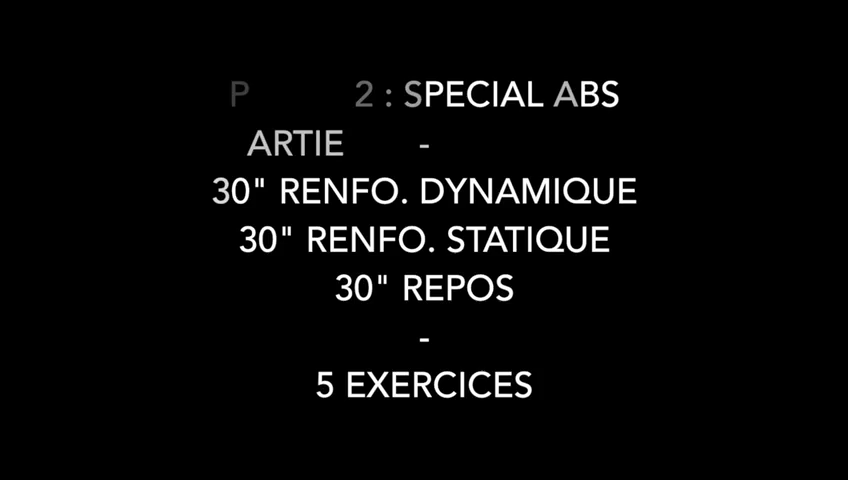 P 2 : SPECIAL ABS
ARTIE -
30" RENFO. DYNAMIQUE
30" RENFO. STATIQUE
30" REPOS
-
5 EXERCICES